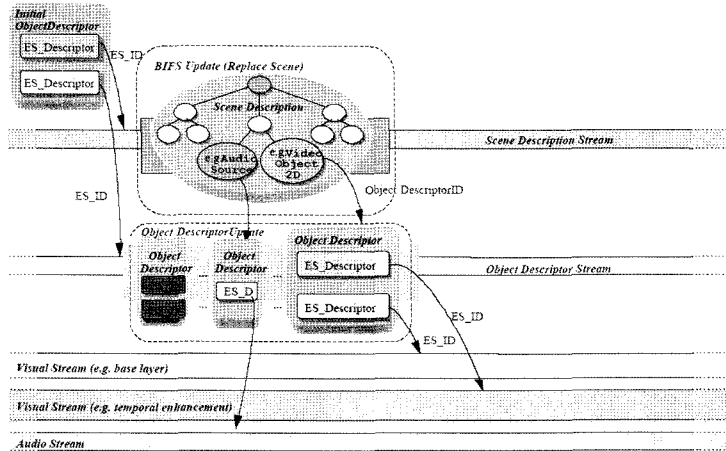 Initial
ObjectDescriptor
ES_Descriptor
ES_Descriptor
ES_ID
ES_ID
BIFS Update (Replace Scene)
Scene Description
e.gAudio
Source
e.gVideo
Object
2D
Scene Description Stream
Object DescriptorID
Object DescriptorUpdate
Object
Descriptor
Object
Descriptor
ES_D
Object Descriptor
ES_Descriptor
ES_Descriptor
Object Descriptor Stream
ES_ID
ES_ID
Visual Stream (e.g. base layer)
Visual Stream (e.g. temporal enhancement)
Audio Stream